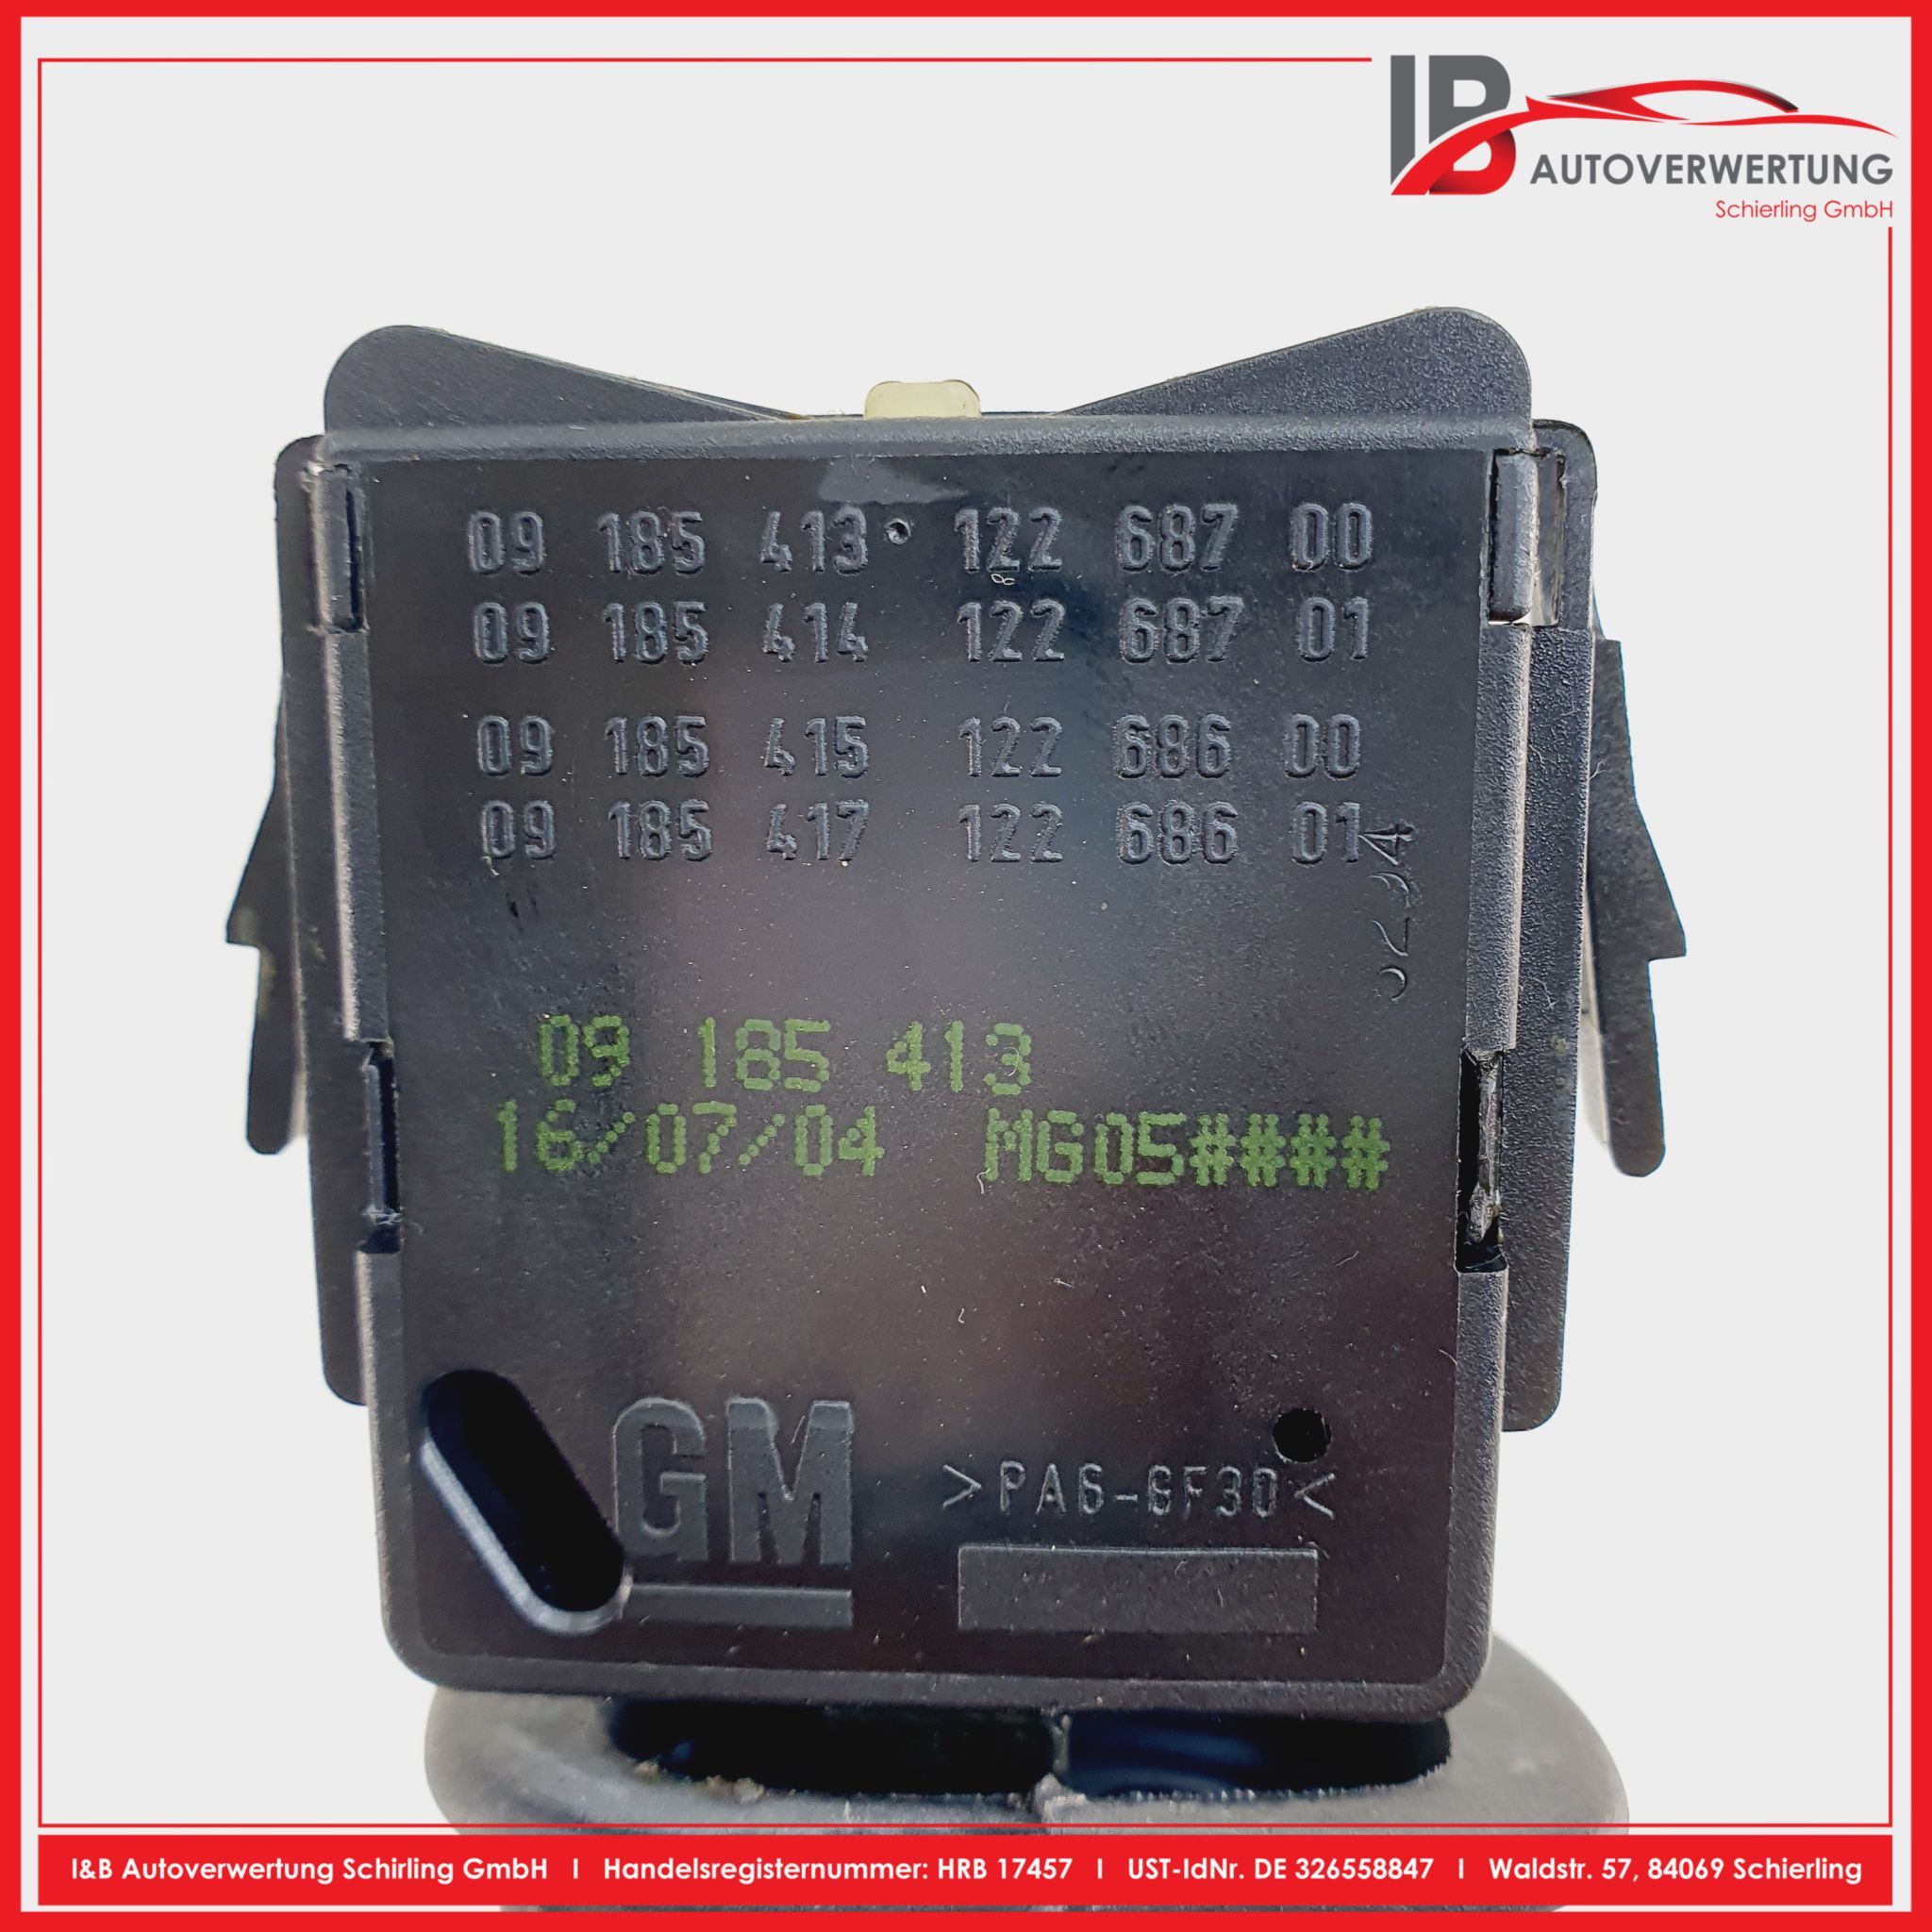 IB
AUTOVERWERTUNG
Schierling GmbH
09 185 413 122 687 00
09 185 414 122 687 01
09 185 415 122 686 00
09 185 417 122 686 01
09 185 413
16/07/04 MG05####
GM
>PA6-GF30<
I&B Autoverwertung Schirling GmbH I Handelsregisternummer: HRB 17457 I UST-IdNr. DE 326558847 I Waldstr. 57, 84069 Schierling